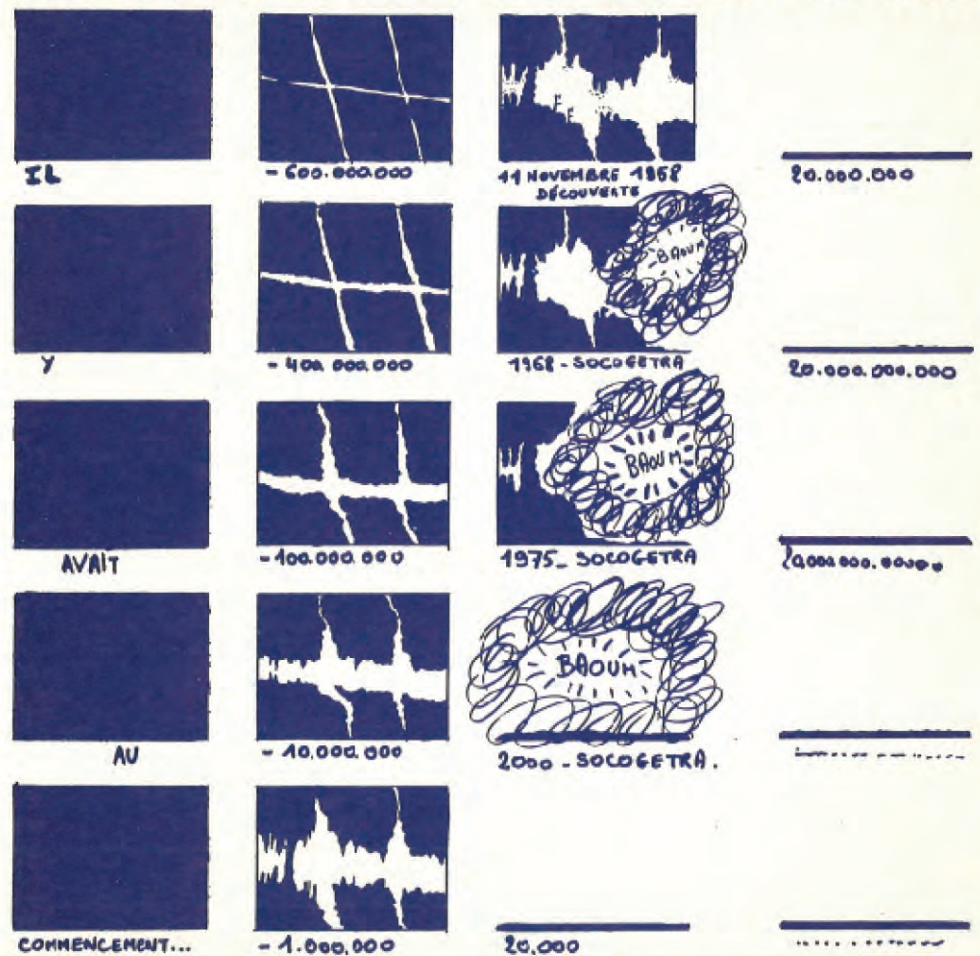 IL
Y
AVAIT
AU
COMMENCEMENT...
- 600.000.000
- 400.000.000
- 100.000.000
- 10.000.000
- 1.000.000
11 NOVEMBRE 1958
DÉCOUVERTE
BAOUM
1968 - SOCOGETRA
BAOUM
1975 - SOCOGETRA
BAOUM
2000 - SOCOGETRA.
20.000
20.000.000
20.000.000.000